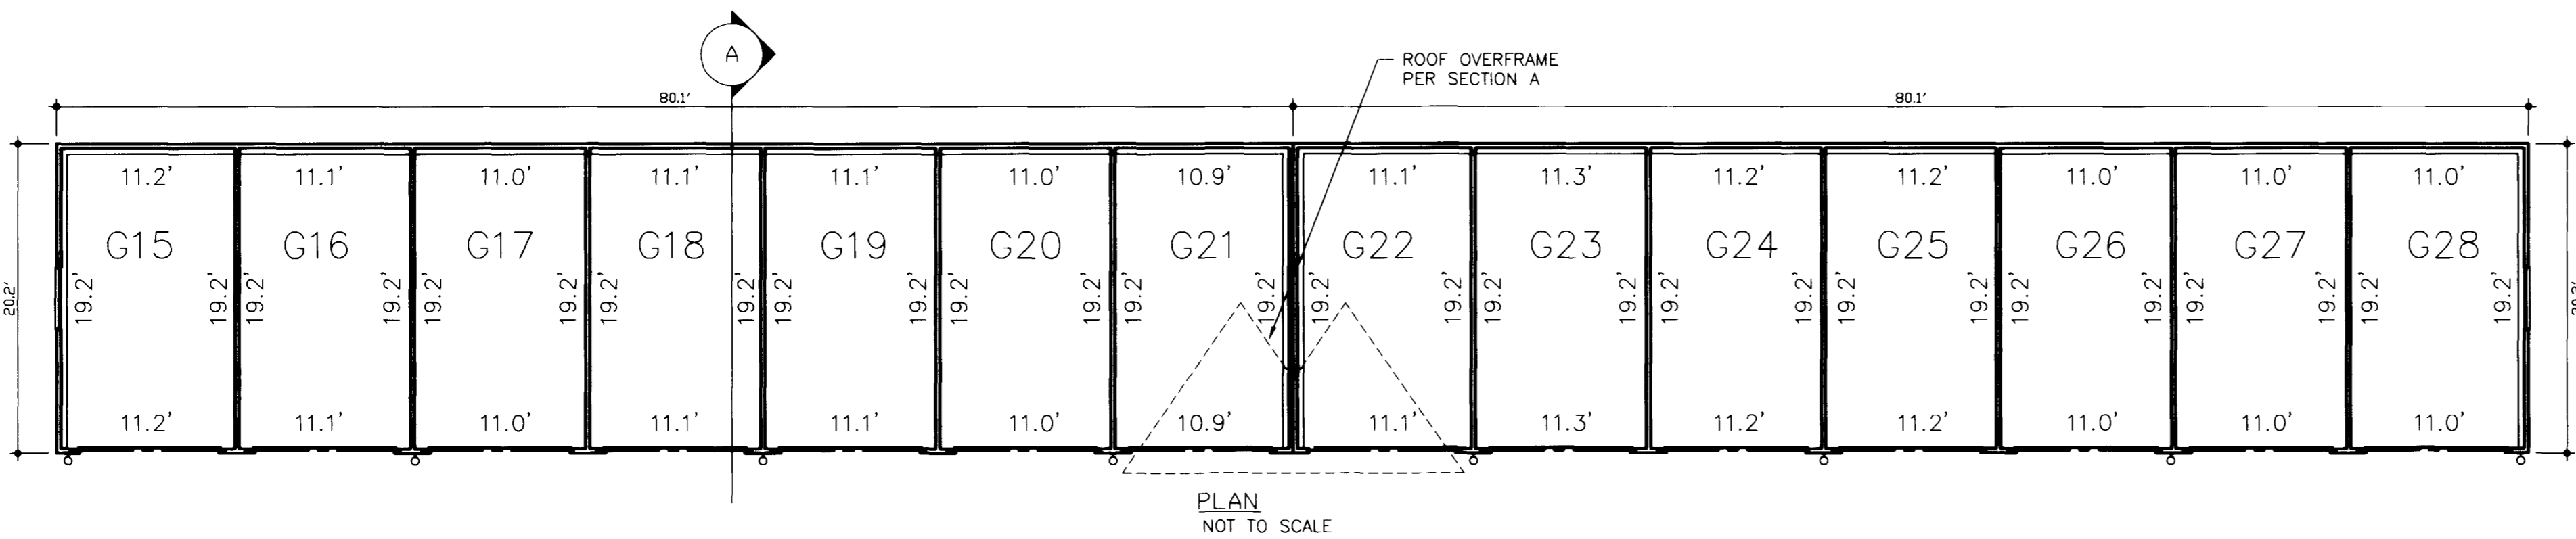 A
ROOF OVERFRAME
PER SECTION A
80.1' 80.1'
11.2' 11.1' 11.0' 11.1' 11.1' 11.0' 10.9' 11.1' 11.3' 11.2' 11.2' 11.0' 11.0' 11.0'
G15 G16 G17 G18 G19 G20 G21 G22 G23 G24 G25 G26 G27 G28
20.2' 19.2' 19.2' 19.2' 19.2' 19.2' 19.2' 19.2' 19.2' 19.2' 19.2' 19.2' 19.2' 19.2' 19.2' 19.2' 19.2' 19.2' 19.2' 19.2' 19.2' 19.2' 19.2' 19.2' 19.2' 19.2' 19.2' 19.2' 19.2'
11.2' 11.1' 11.0' 11.1' 11.1' 11.0' 10.9' 11.1' 11.3' 11.2' 11.2' 11.0' 11.0' 11.0'
PLAN
NOT TO SCALE